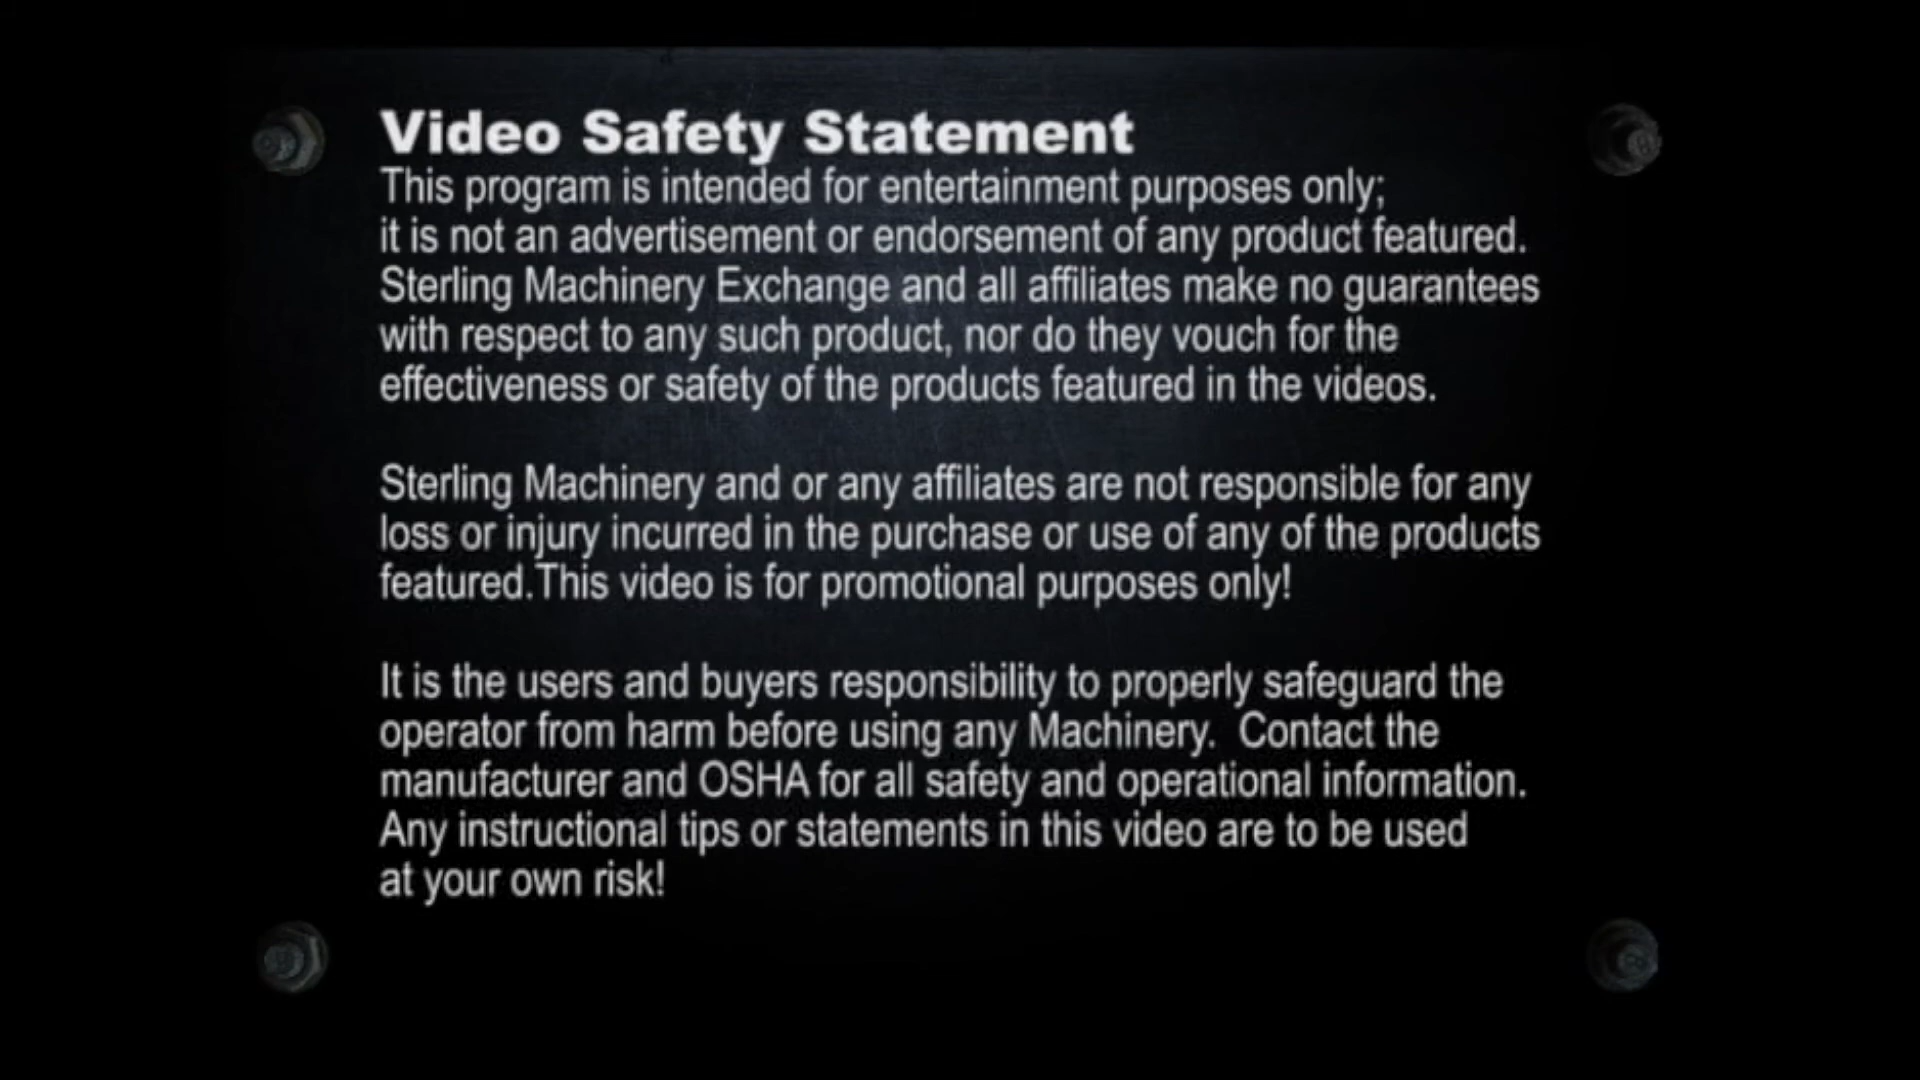 Video Safety Statement
This program is intended for entertainment purposes only;
it is not an advertisement or endorsement of any product featured.
Sterling Machinery Exchange and all affiliates make no guarantees
with respect to any such product, nor do they vouch for the
effectiveness or safety of the products featured in the videos.
Sterling Machinery and or any affiliates are not responsible for any
loss or injury incurred in the purchase or use of any of the products
featured.This video is for promotional purposes only!
It is the users and buyers responsibility to properly safeguard the
operator from harm before using any Machinery.  Contact the
manufacturer and OSHA for all safety and operational information.
Any instructional tips or statements in this video are to be used
at your own risk!